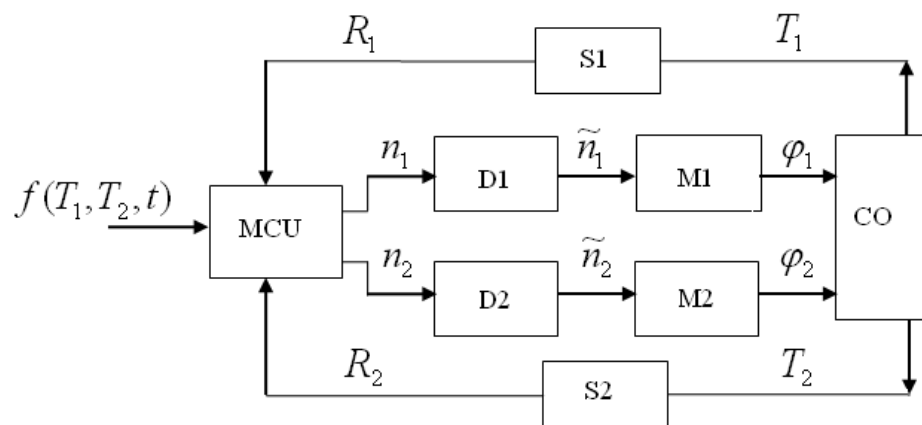 R₁ S1 T₁
n₁ D1 ñ₁ M1 φ₁
f(T₁,T₂,t) MCU CO
n₂ D2 ñ₂ M2 φ₂
R₂ S2 T₂